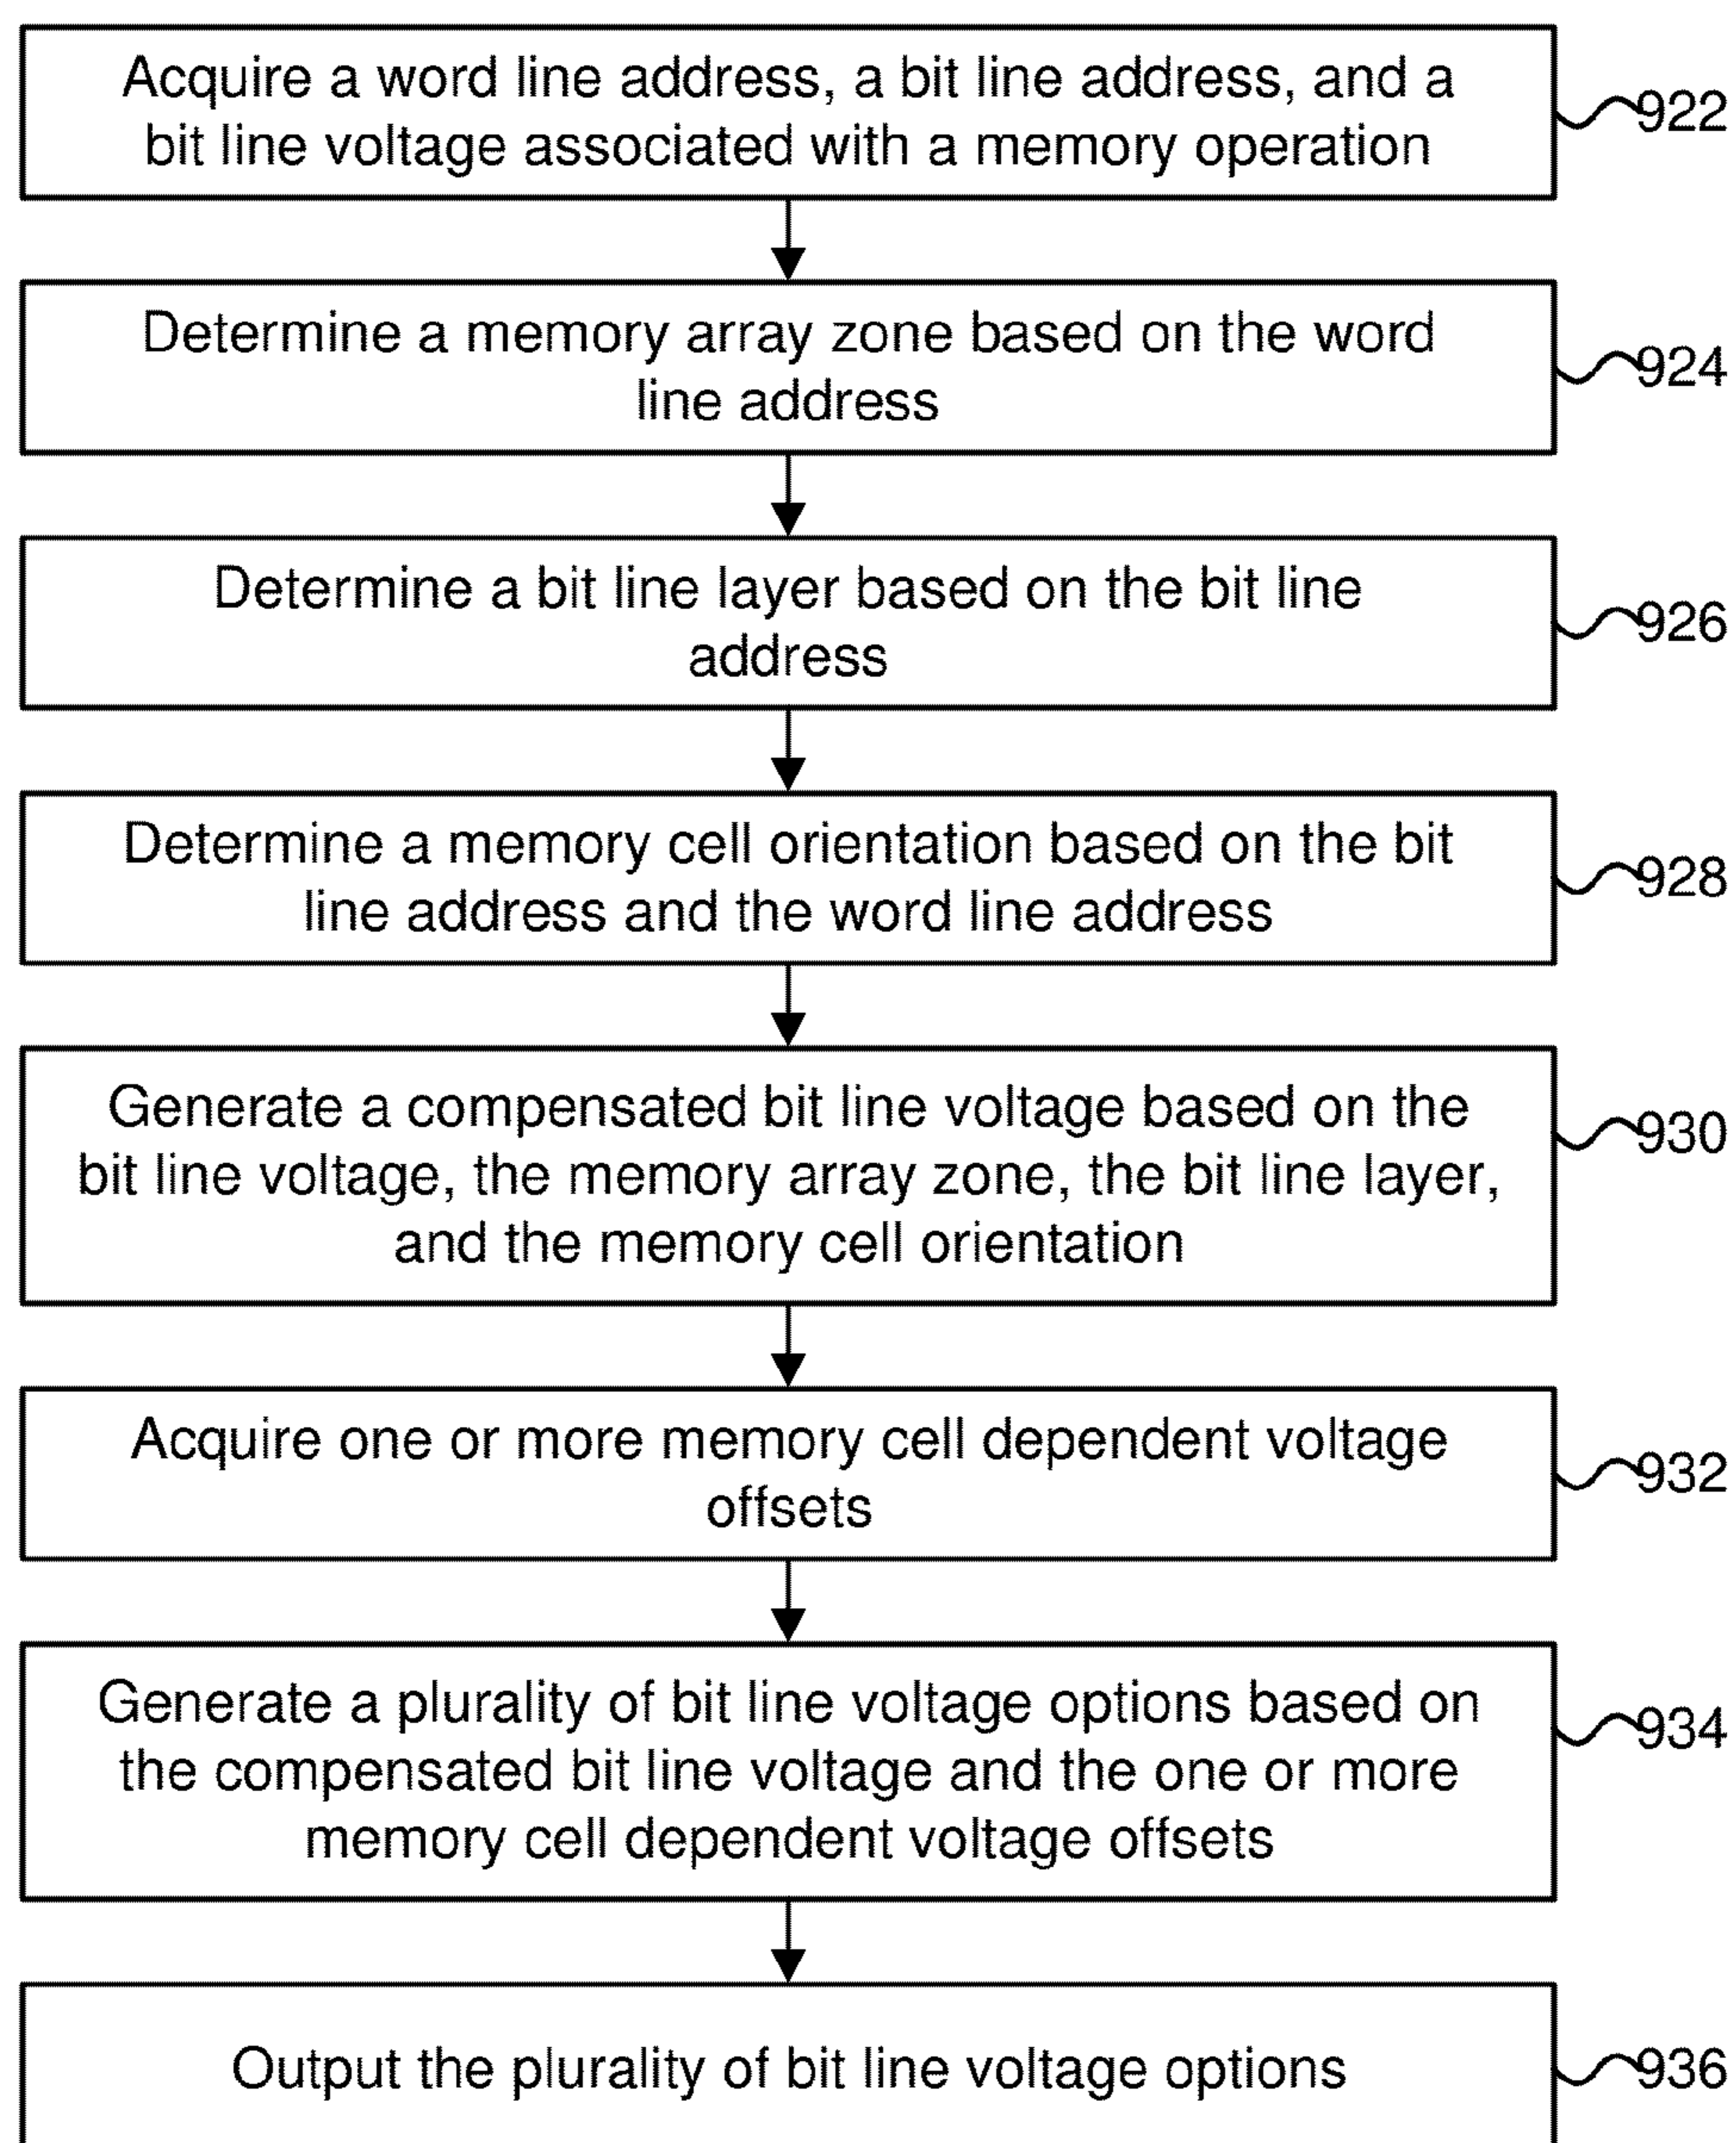 Acquire a word line address, a bit line address, and a
bit line voltage associated with a memory operation
922
Determine a memory array zone based on the word
line address
924
Determine a bit line layer based on the bit line
address
926
Determine a memory cell orientation based on the bit
line address and the word line address
928
Generate a compensated bit line voltage based on the
bit line voltage, the memory array zone, the bit line layer,
and the memory cell orientation
930
Acquire one or more memory cell dependent voltage
offsets
932
Generate a plurality of bit line voltage options based on
the compensated bit line voltage and the one or more
memory cell dependent voltage offsets
934
Output the plurality of bit line voltage options
936